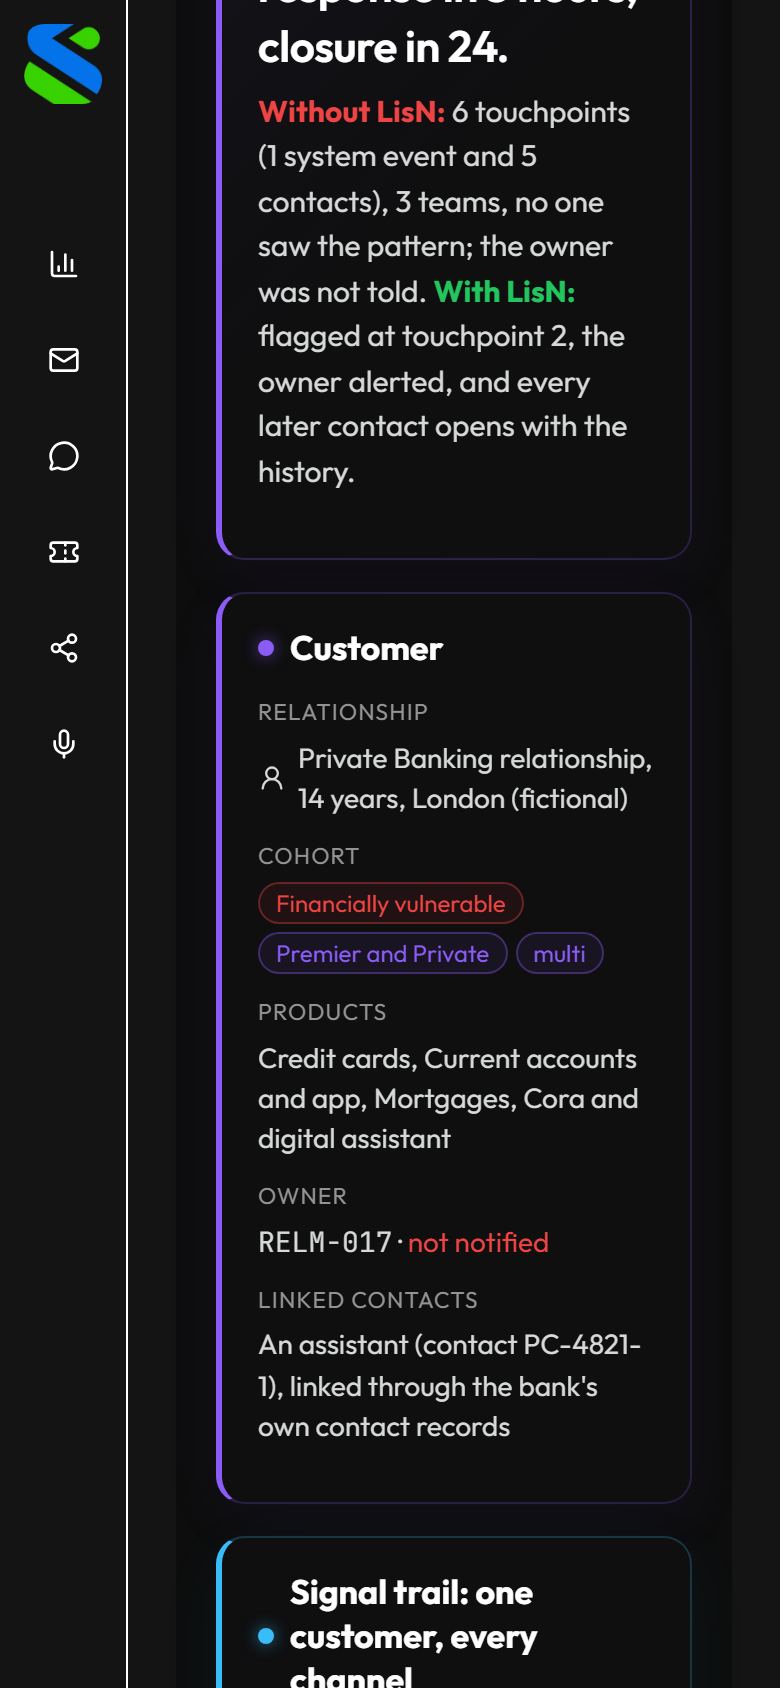 response in 8 hours,
closure in 24.
Without LisN: 6 touchpoints
(1 system event and 5
contacts), 3 teams, no one
saw the pattern; the owner
was not told. With LisN:
flagged at touchpoint 2, the
owner alerted, and every
later contact opens with the
history.
Customer
RELATIONSHIP
Private Banking relationship,
14 years, London (fictional)
COHORT
Financially vulnerable
Premier and Private multi
PRODUCTS
Credit cards, Current accounts
and app, Mortgages, Cora and
digital assistant
OWNER
RELM-017 · not notified
LINKED CONTACTS
An assistant (contact PC-4821-
1), linked through the bank's
own contact records
Signal trail: one
customer, every
channel